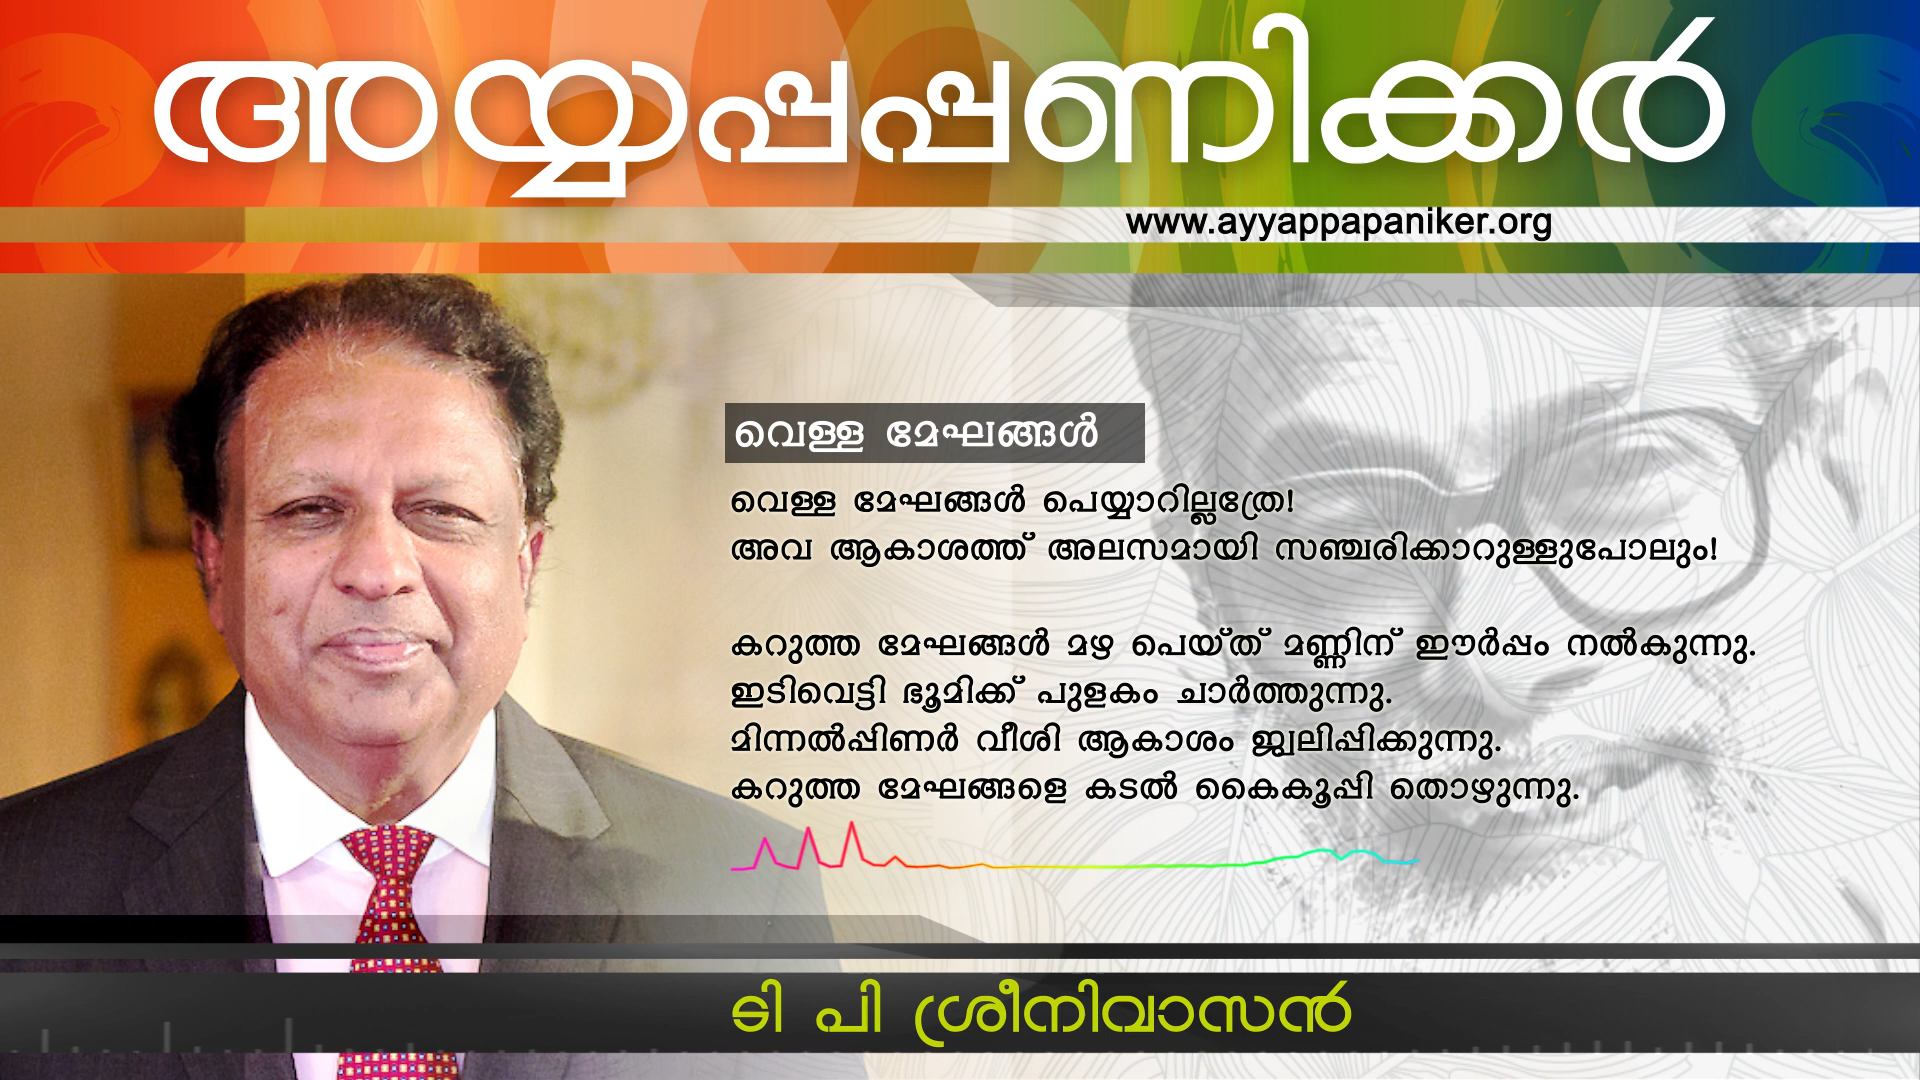 അയ്യപ്പപ്പണിക്കർ
www.ayyappapaniker.org
വെള്ള മേഘങ്ങൾ
വെള്ള മേഘങ്ങൾ പെയ്യാറില്ലത്രേ!
അവ ആകാശത്ത് അലസമായി സഞ്ചരിക്കാറുള്ളുപോലും!
കറുത്ത മേഘങ്ങൾ മഴ പെയ്ത് മണ്ണിന് ഈർപ്പം നൽകുന്നു.
ഇടിവെട്ടി ഭൂമിക്ക് പുളകം ചാർത്തുന്നു.
മിന്നൽപ്പിണർ വീശി ആകാശം ജ്വലിപ്പിക്കുന്നു.
കറുത്ത മേഘങ്ങളെ കടൽ കൈകൂപ്പി തൊഴുന്നു.
ടി പി ശ്രീനിവാസൻ